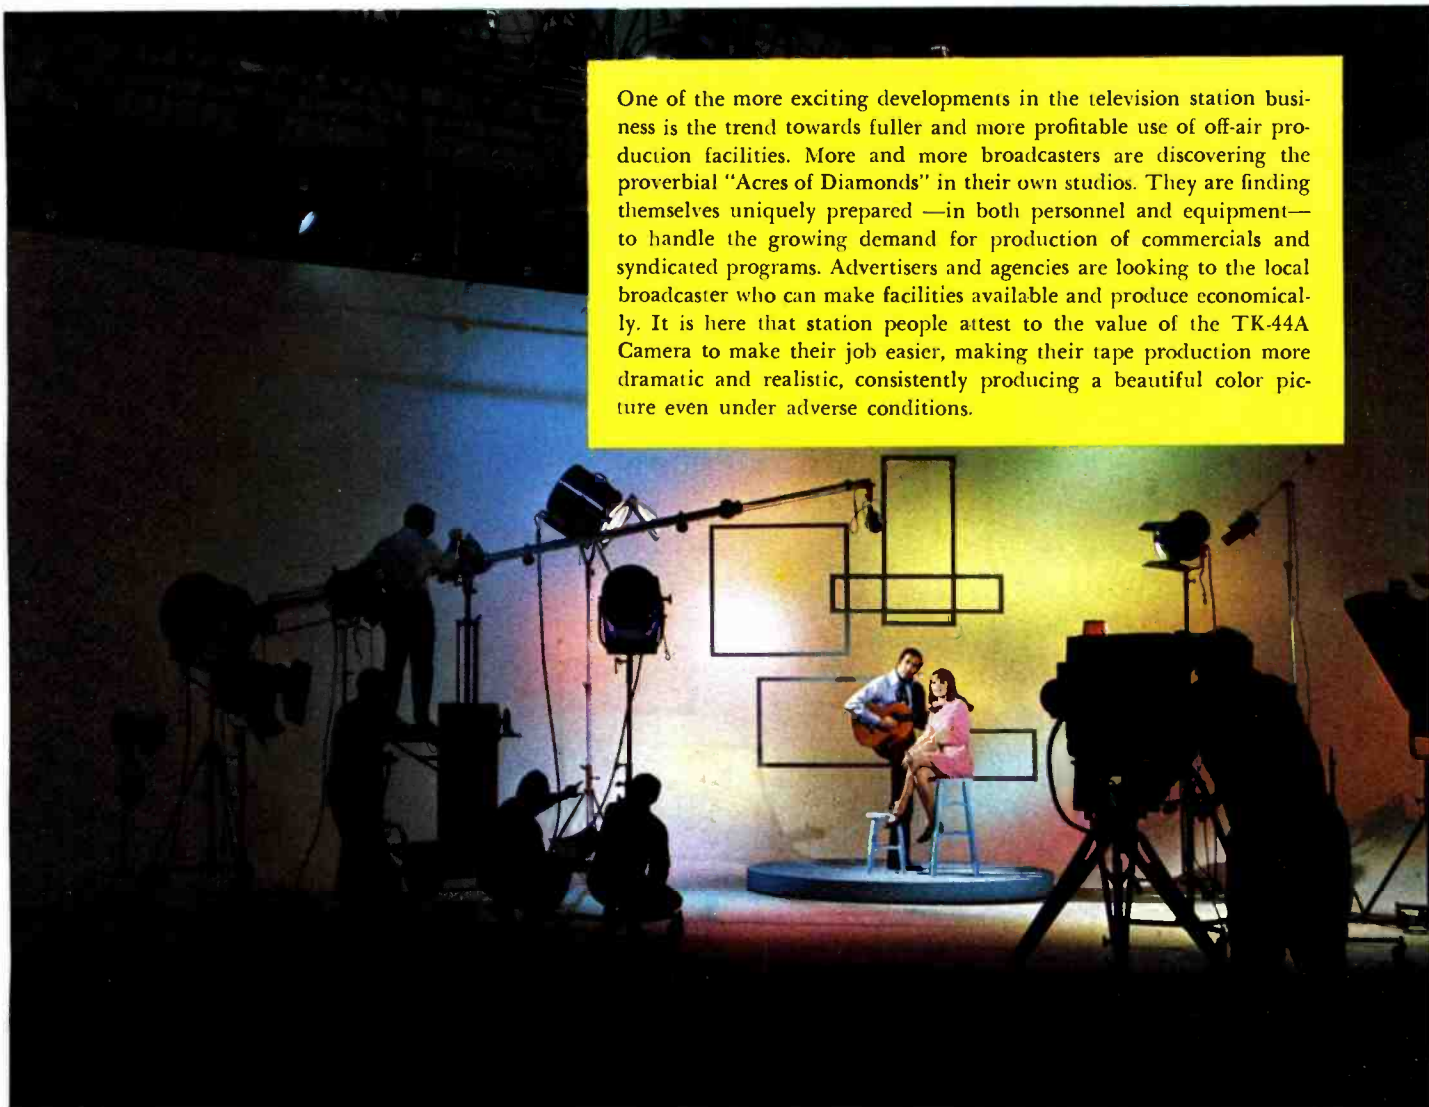 One of the more exciting developments in the television station busi-
ness is the trend towards fuller and more profitable use of off-air pro-
duction facilities. More and more broadcasters are discovering the
proverbial "Acres of Diamonds" in their own studios. They are finding
themselves uniquely prepared —in both personnel and equipment—
to handle the growing demand for production of commercials and
syndicated programs. Advertisers and agencies are looking to the local
broadcaster who can make facilities available and produce economical-
ly. It is here that station people attest to the value of the TK-44A
Camera to make their job easier, making their tape production more
dramatic and realistic, consistently producing a beautiful color pic-
ture even under adverse conditions.